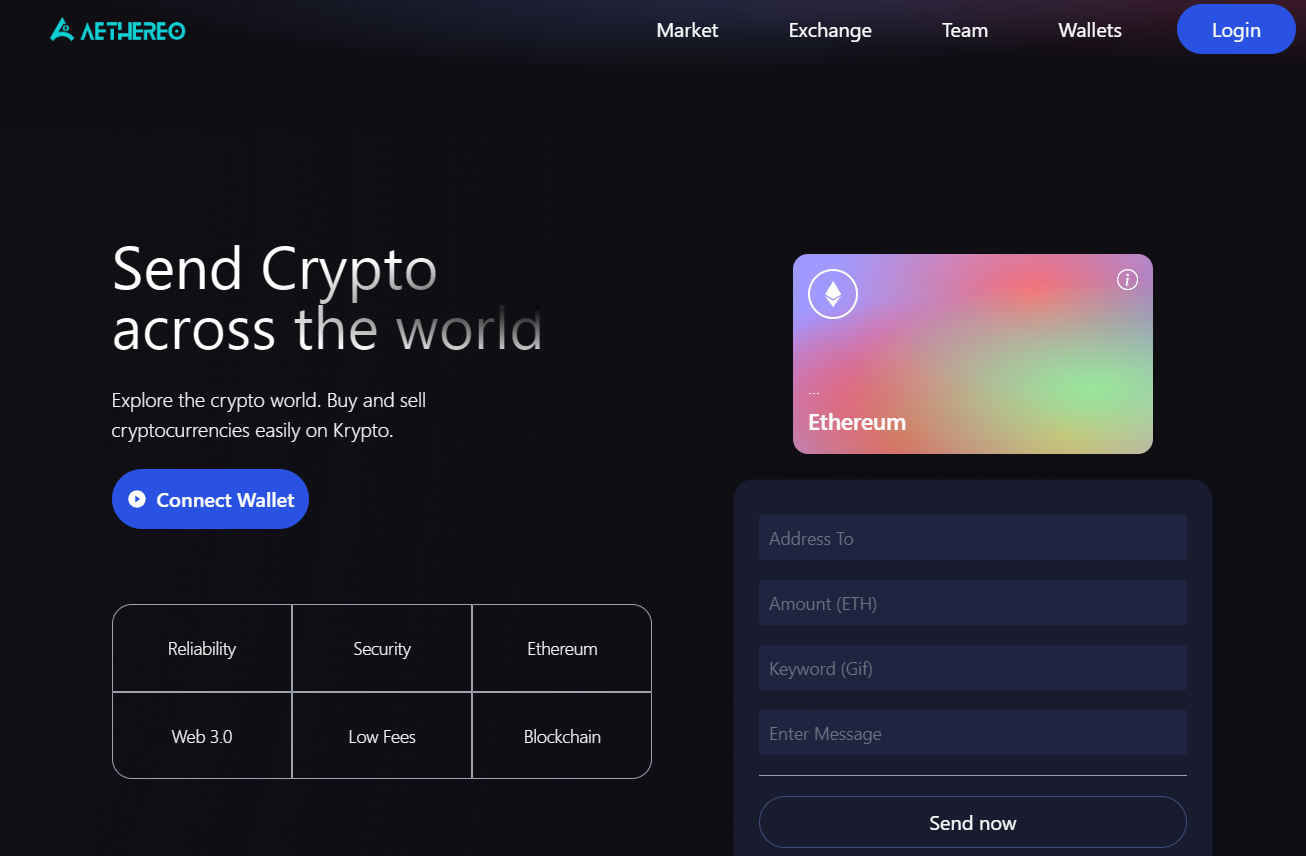 AETHEREO
Market
Exchange
Team
Wallets
Login
Send Crypto
across the world
Explore the crypto world. Buy and sell
cryptocurrencies easily on Krypto.
Connect Wallet
Reliability
Security
Ethereum
Web 3.0
Low Fees
Blockchain
i
...
Ethereum
Address To
Amount (ETH)
Keyword (Gif)
Enter Message
Send now